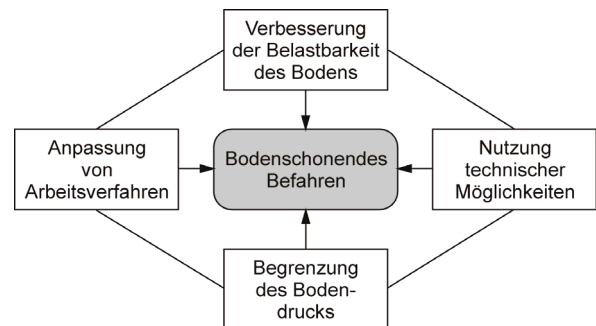 Verbesserung
der Belastbarkeit
des Bodens
Anpassung
von
Arbeitsverfahren
Bodenschonendes
Befahren
Nutzung
technischer
Möglichkeiten
Begrenzung
des Boden-
drucks